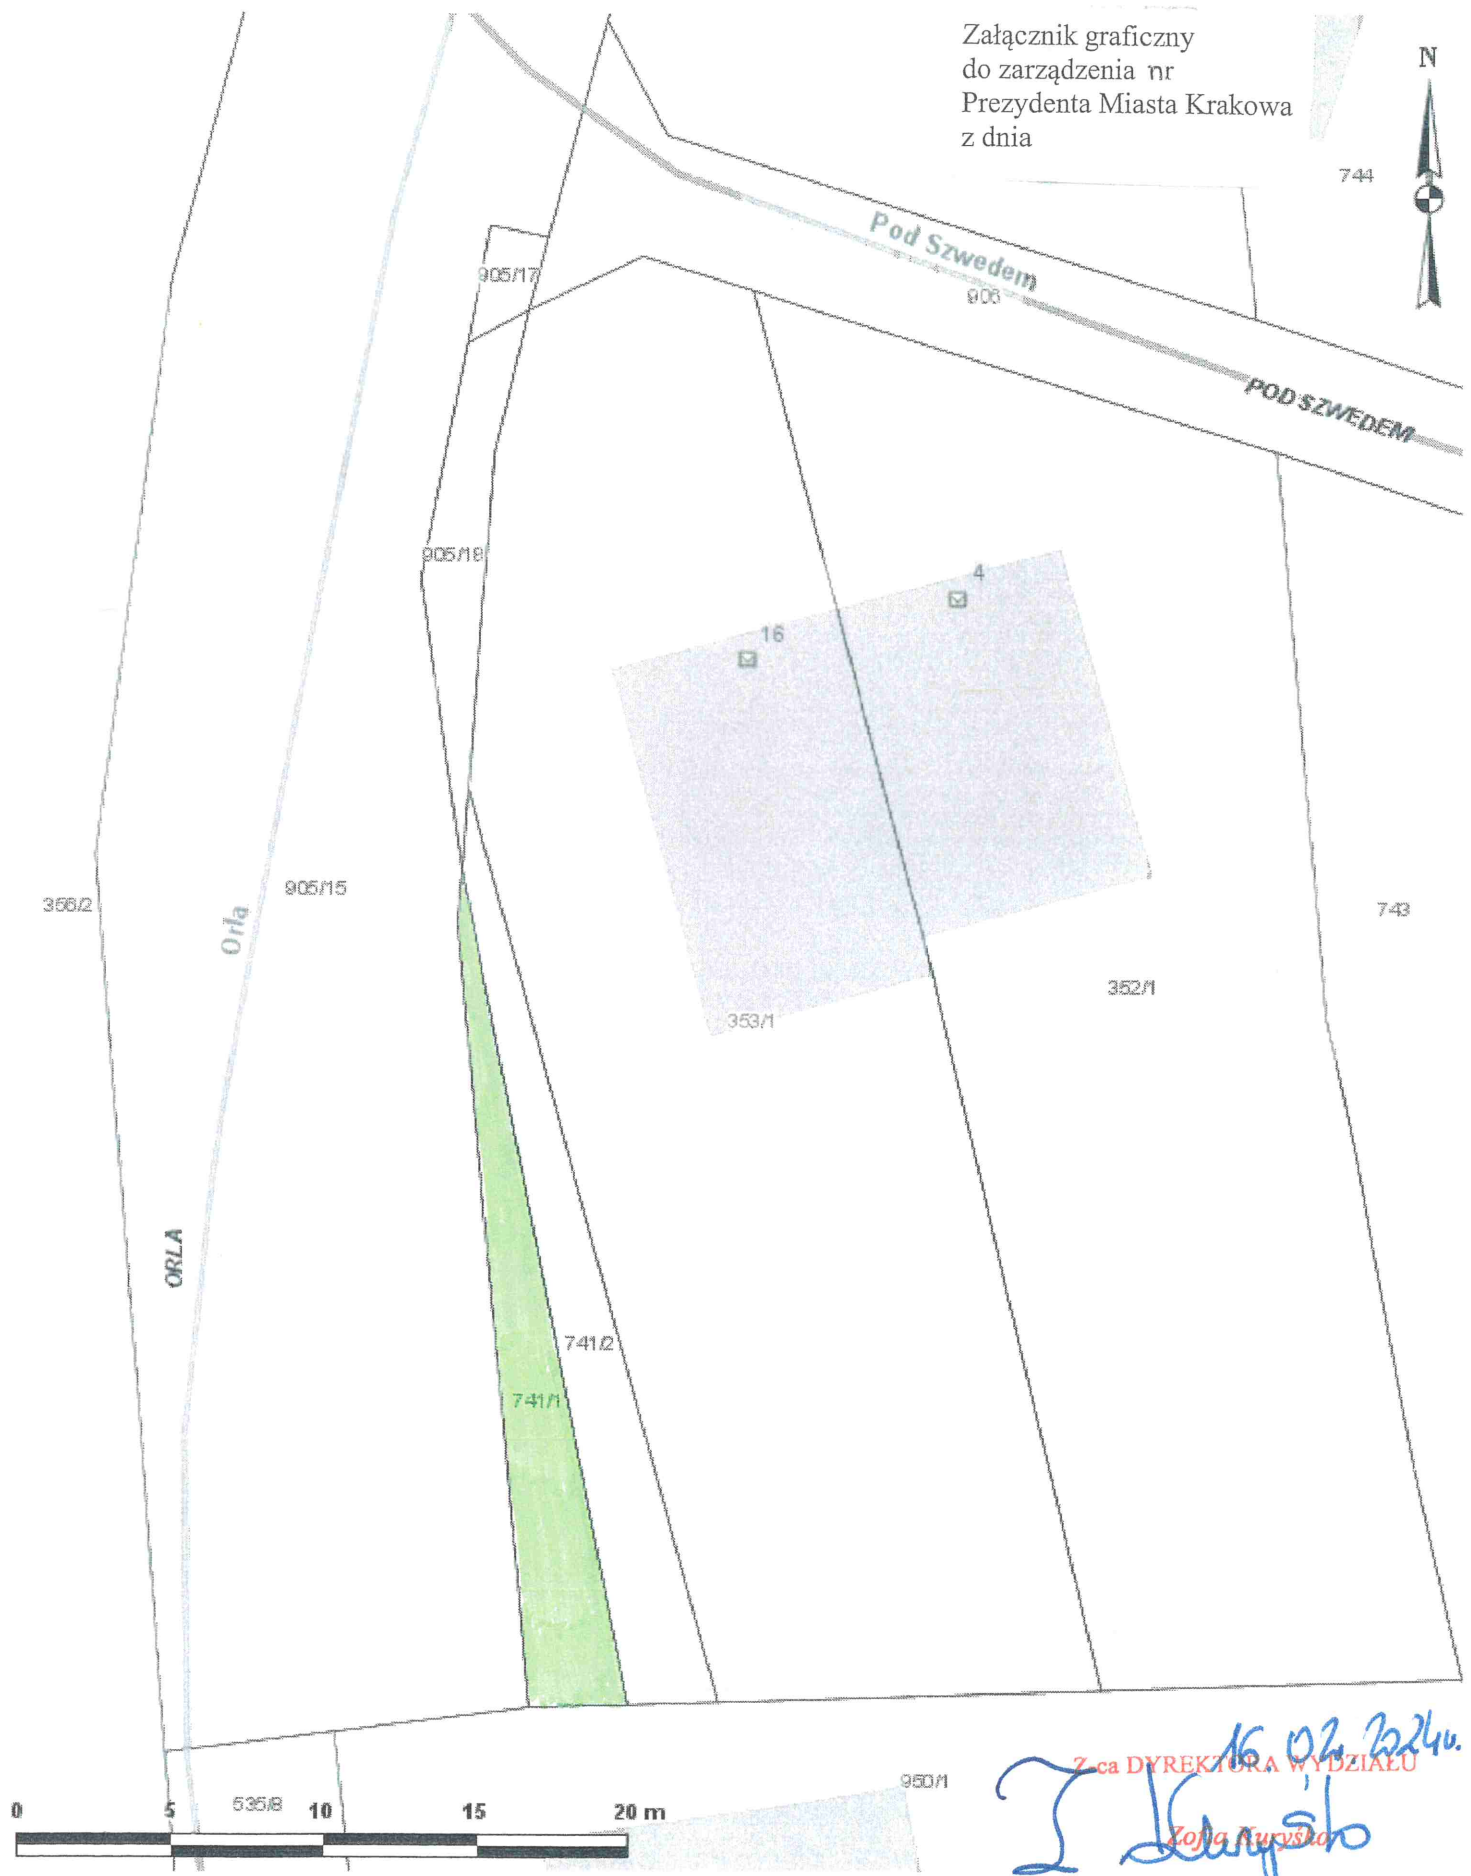 Załącznik graficzny
do zarządzenia nr
Prezydenta Miasta Krakowa
z dnia
N
744
Pod Szwedem
905/17
906
POD SZWEDEM
905/18
4
16
905/15
356/2
Orla
743
352/1
353/1
ORLA
741/2
741/1
16.02.2024r.
Z-ca DYREKTORA WYDZIAŁU
950/1
535/8
0 5 10 15 20 m
Z Kuryśko
Zofia Kuryśko